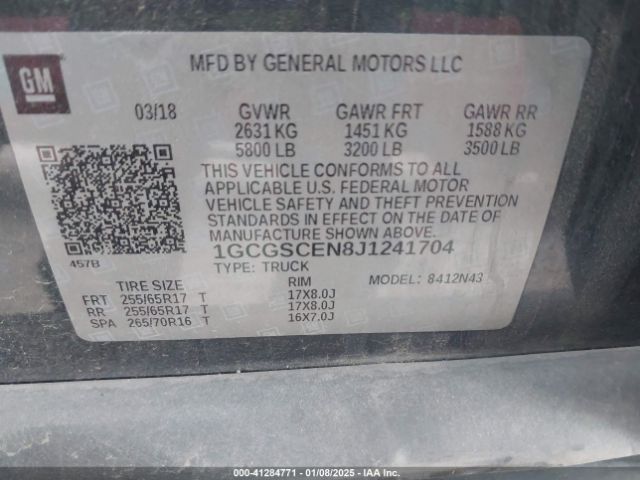 GM
MFD BY GENERAL MOTORS LLC
03/18 GVWR GAWR FRT GAWR RR
2631 KG 1451 KG 1588 KG
5800 LB 3200 LB 3500 LB
THIS VEHICLE CONFORMS TO ALL
APPLICABLE U.S. FEDERAL MOTOR
VEHICLE SAFETY AND THEFT PREVENTION
STANDARDS IN EFFECT ON THE DATE OF
MANUFACTURE SHOWN ABOVE.
457B 1GCGSCEN8J1241704
TYPE: TRUCK MODEL: 8412N43
TIRE SIZE RIM
FRT 255/65R17 T 17X8.0J
RR 255/65R17 T 17X8.0J
SPA 265/70R16 T 16X7.0J
000-41284771 - 01/08/2025 - IAA Inc.